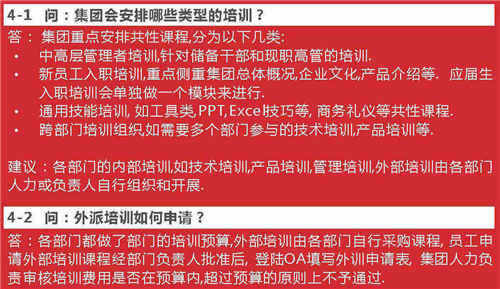 4-1 问：集团会安排哪些类型的培训？
答： 集团重点安排共性课程,分为以下几类:
• 中高层管理者培训,针对储备干部和现职高管的培训.
• 新员工入职培训,重点侧重集团总体概况,企业文化,产品介绍等. 应届生
入职培训会单独做一个模块来进行.
• 通用技能培训, 如工具类,PPT,Excel技巧等, 商务礼仪等共性课程.
• 跨部门培训组织,如需要多个部门参与的技术培训,产品培训等.
建议：各部门的内部培训,如技术培训,产品培训,管理培训,外部培训由各部门
人力或负责人自行组织和开展.
4-2 问：外派培训如何申请？
答：各部门都做了部门的培训预算,外部培训由各部门自行采购课程, 员工申
请外部培训课程经部门负责人批准后, 登陆OA填写外训申请表, 集团人力负
责审核培训费用是否在预算内,超过预算的原则上不予通过.